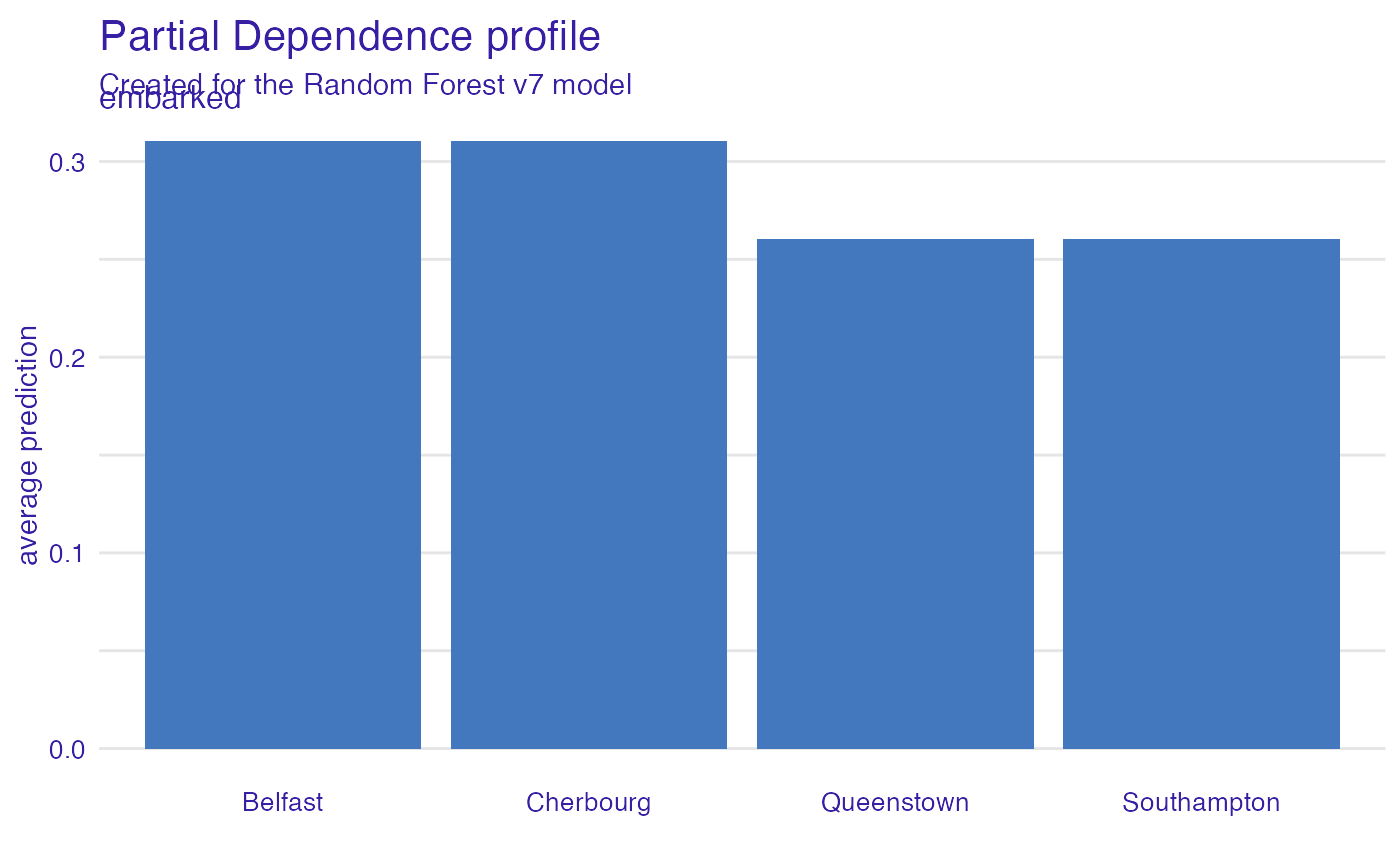 Partial Dependence profile
Created for the Random Forest v7 model
embarked
average prediction
0.3
0.2
0.1
0.0
Belfast Cherbourg Queenstown Southampton